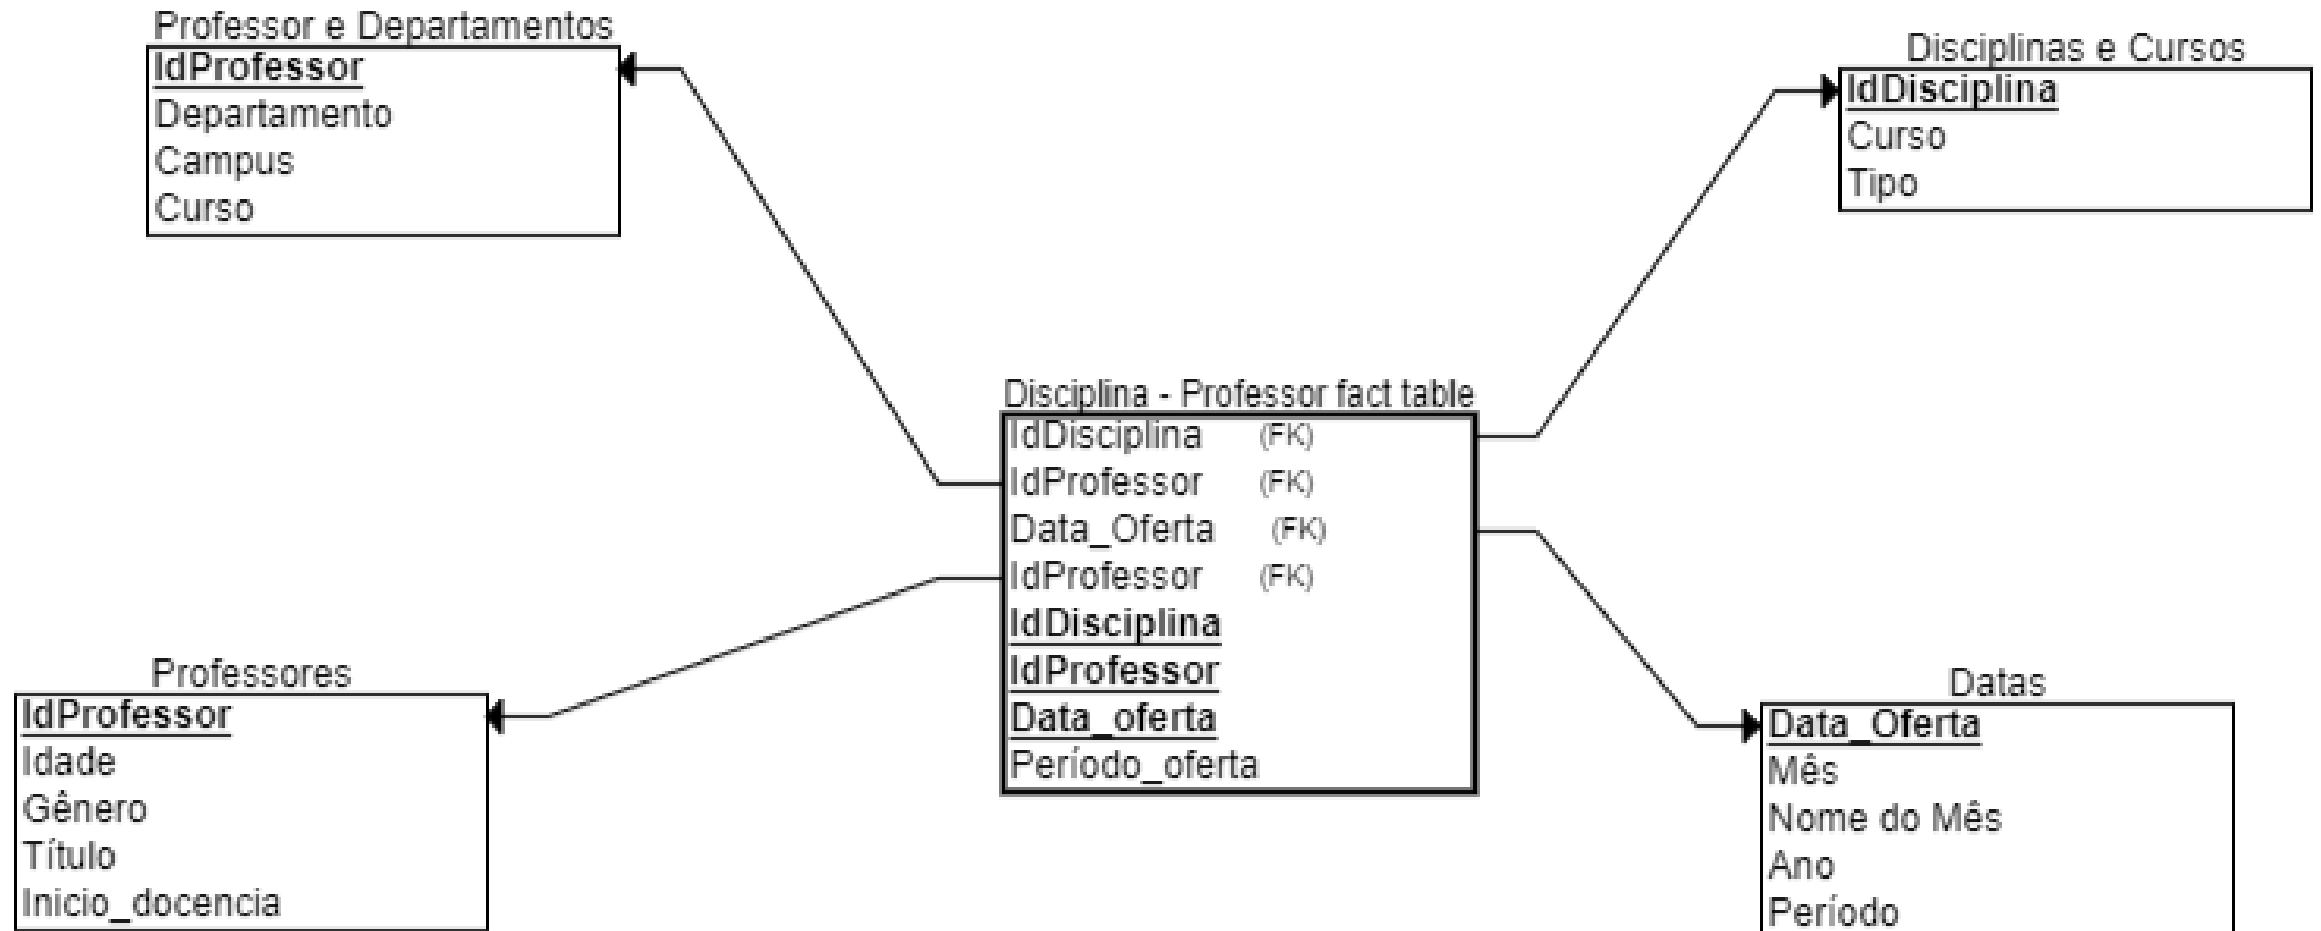 Professor e Departamentos
IdProfessor
Departamento
Campus
Curso
Disciplinas e Cursos
IdDisciplina
Curso
Tipo
Disciplina - Professor fact table
IdDisciplina (FK)
IdProfessor (FK)
Data_Oferta (FK)
IdProfessor (FK)
IdDisciplina
IdProfessor
Data_oferta
Período_oferta
Professores
IdProfessor
Idade
Gênero
Título
Inicio_docencia
Datas
Data_Oferta
Mês
Nome do Mês
Ano
Período